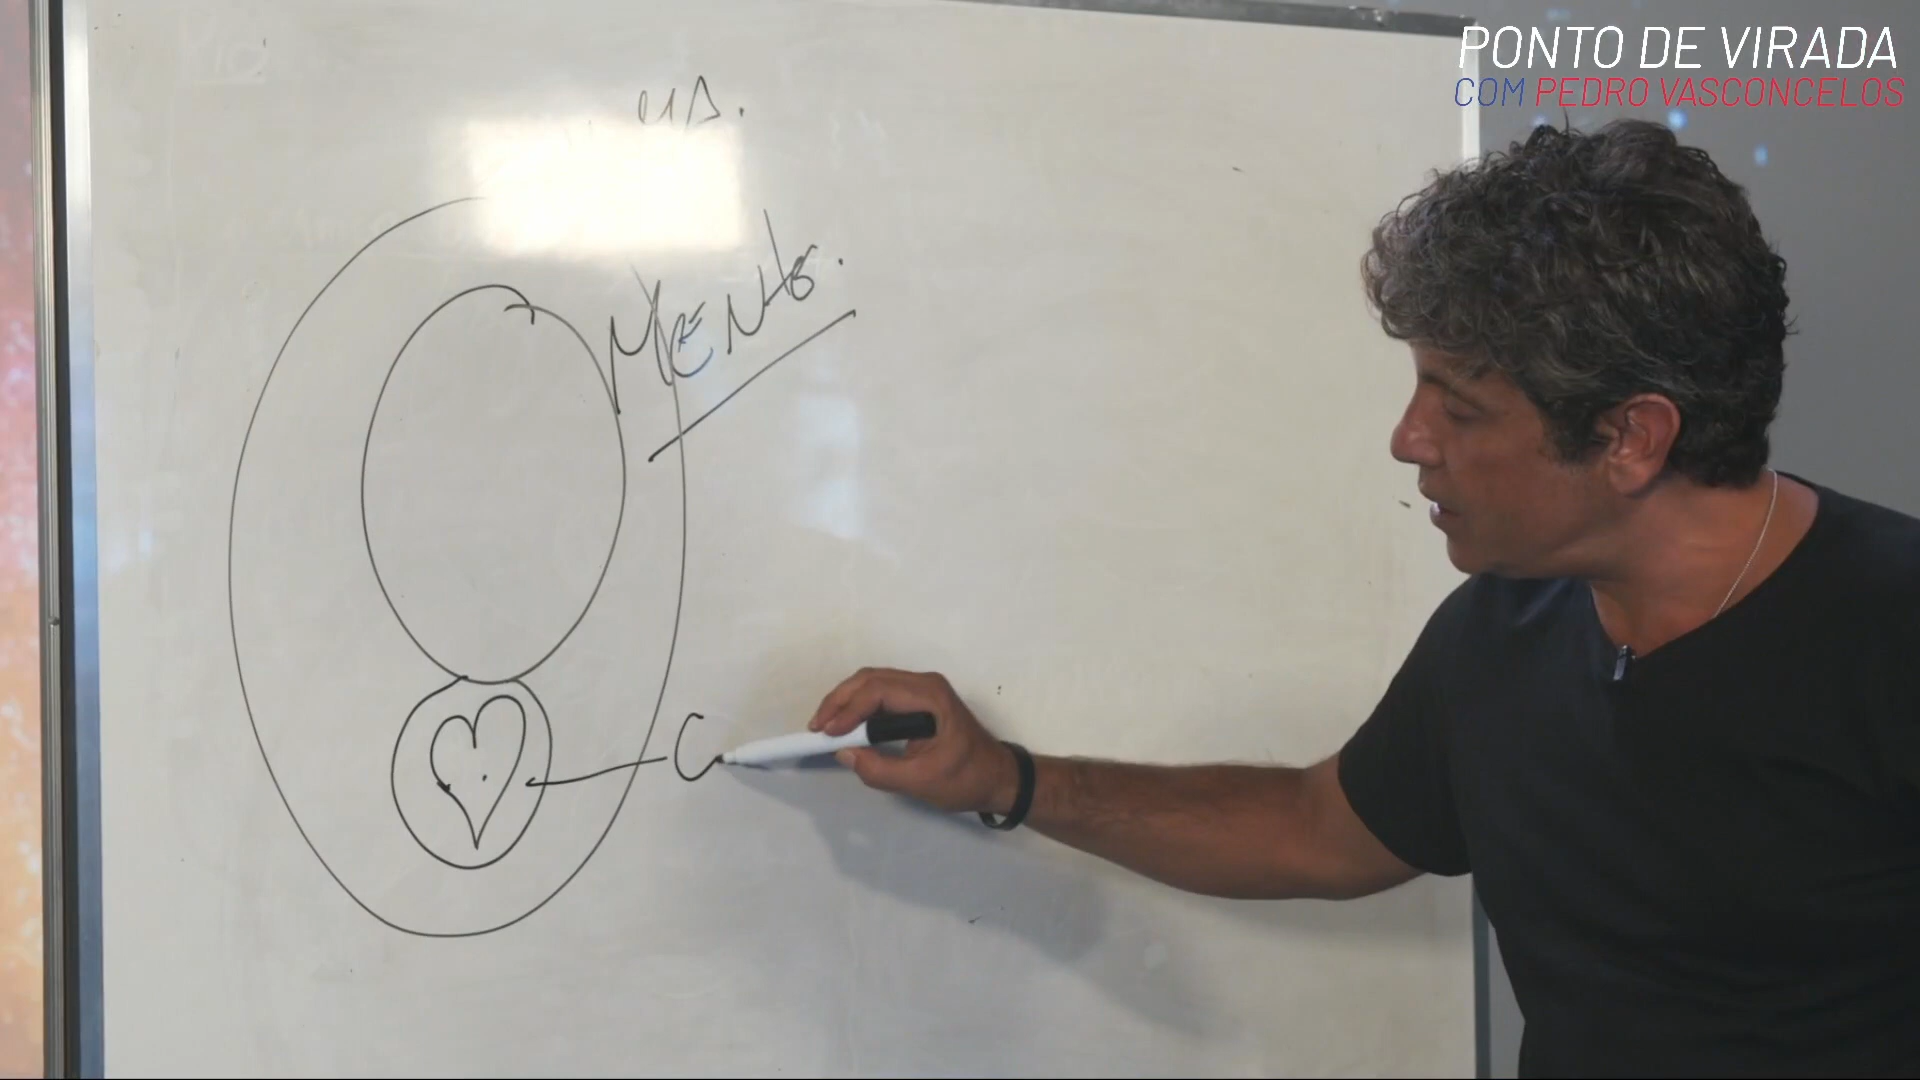 PONTO DE VIRADA
COM PEDRO VASCONCELOS
MENTE.
C